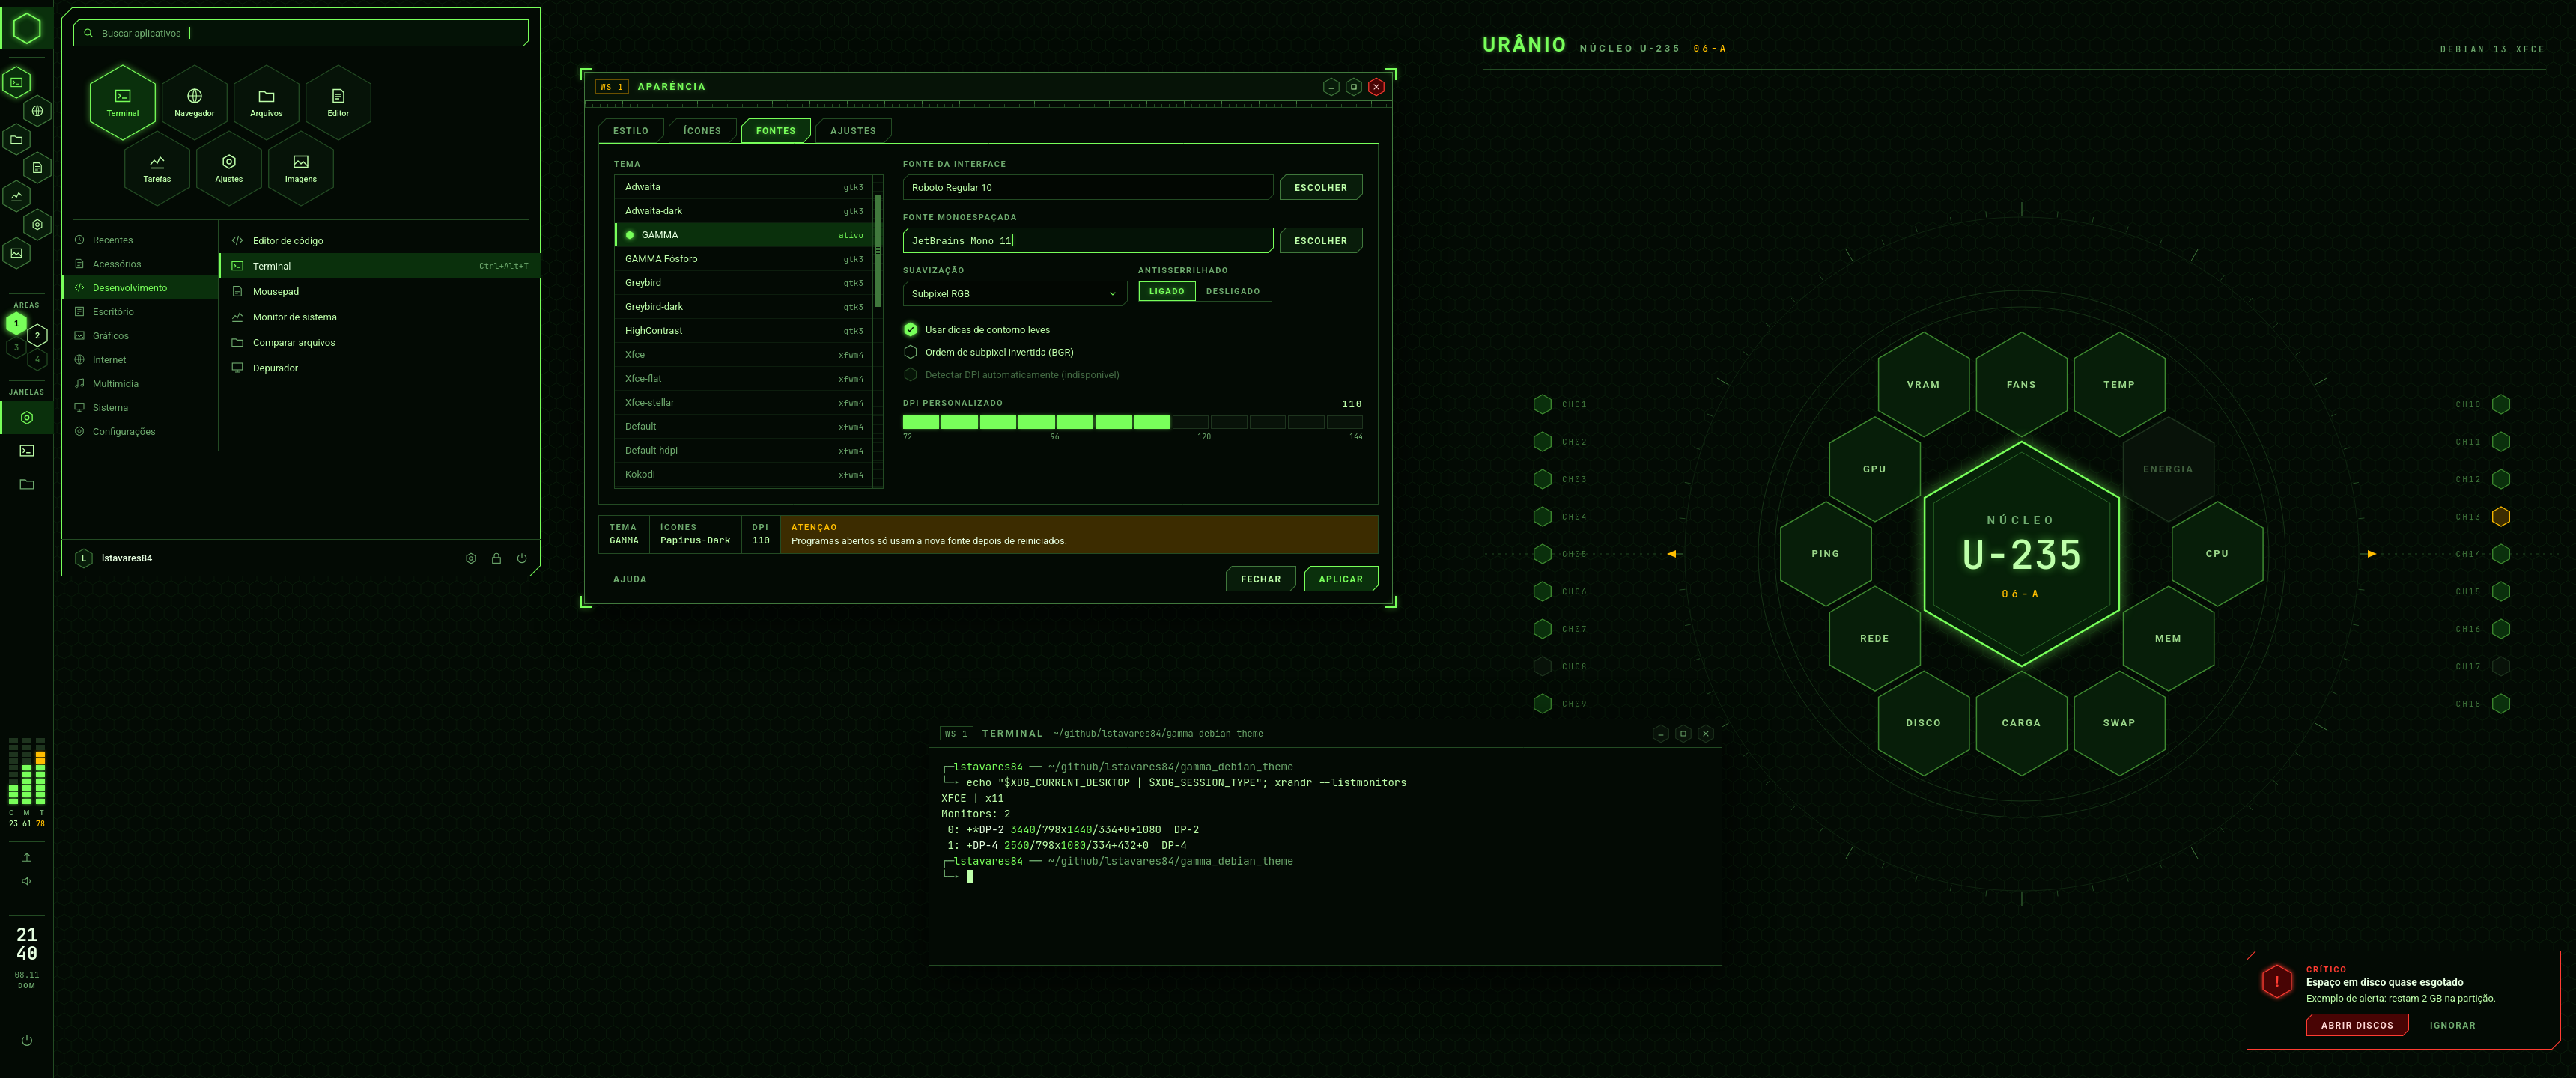 Buscar aplicativos
Terminal
Navegador
Arquivos
Editor
Tarefas
Ajustes
Imagens
Recentes
Acessórios
Desenvolvimento
Escritório
Gráficos
Internet
Multimídia
Sistema
Configurações
Editor de código
Terminal Ctrl+Alt+T
Mousepad
Monitor de sistema
Comparar arquivos
Depurador
L lstavares84
ÁREAS
1
2
3
4
JANELAS
C M T
23 61 78
21
40
08.11
DOM
WS 1 APARÊNCIA
ESTILO ÍCONES FONTES AJUSTES
TEMA
Adwaita gtk3
Adwaita-dark gtk3
GAMMA ativo
GAMMA Fósforo gtk3
Greybird gtk3
Greybird-dark gtk3
HighContrast gtk3
Xfce xfwm4
Xfce-flat xfwm4
Xfce-stellar xfwm4
Default xfwm4
Default-hdpi xfwm4
Kokodi xfwm4
FONTE DA INTERFACE
Roboto Regular 10 ESCOLHER
FONTE MONOESPAÇADA
JetBrains Mono 11 ESCOLHER
SUAVIZAÇÃO ANTISSERRILHADO
Subpixel RGB LIGADO DESLIGADO
Usar dicas de contorno leves
Ordem de subpixel invertida (BGR)
Detectar DPI automaticamente (indisponível)
DPI PERSONALIZADO 110
72 96 120 144
TEMA
GAMMA
ÍCONES
Papirus-Dark
DPI
110
ATENÇÃO
Programas abertos só usam a nova fonte depois de reiniciados.
AJUDA FECHAR APLICAR
WS 1 TERMINAL ~/github/lstavares84/gamma_debian_theme
┌─lstavares84 ── ~/github/lstavares84/gamma_debian_theme
└─╸ echo "$XDG_CURRENT_DESKTOP | $XDG_SESSION_TYPE"; xrandr --listmonitors
XFCE | x11
Monitors: 2
0: +*DP-2 3440/798x1440/334+0+1080 DP-2
1: +DP-4 2560/798x1080/334+432+0 DP-4
┌─lstavares84 ── ~/github/lstavares84/gamma_debian_theme
└─╸
URÂNIO NÚCLEO U-235 06-A
DEBIAN 13 XFCE
CH01
CH02
CH03
CH04
CH05
CH06
CH07
CH08
CH09
VRAM
FANS
TEMP
GPU
ENERGIA
PING
NÚCLEO
U-235
06-A
CPU
REDE
MEM
DISCO
CARGA
SWAP
CH10
CH11
CH12
CH13
CH14
CH15
CH16
CH17
CH18
!
CRÍTICO
Espaço em disco quase esgotado
Exemplo de alerta: restam 2 GB na partição.
ABRIR DISCOS IGNORAR